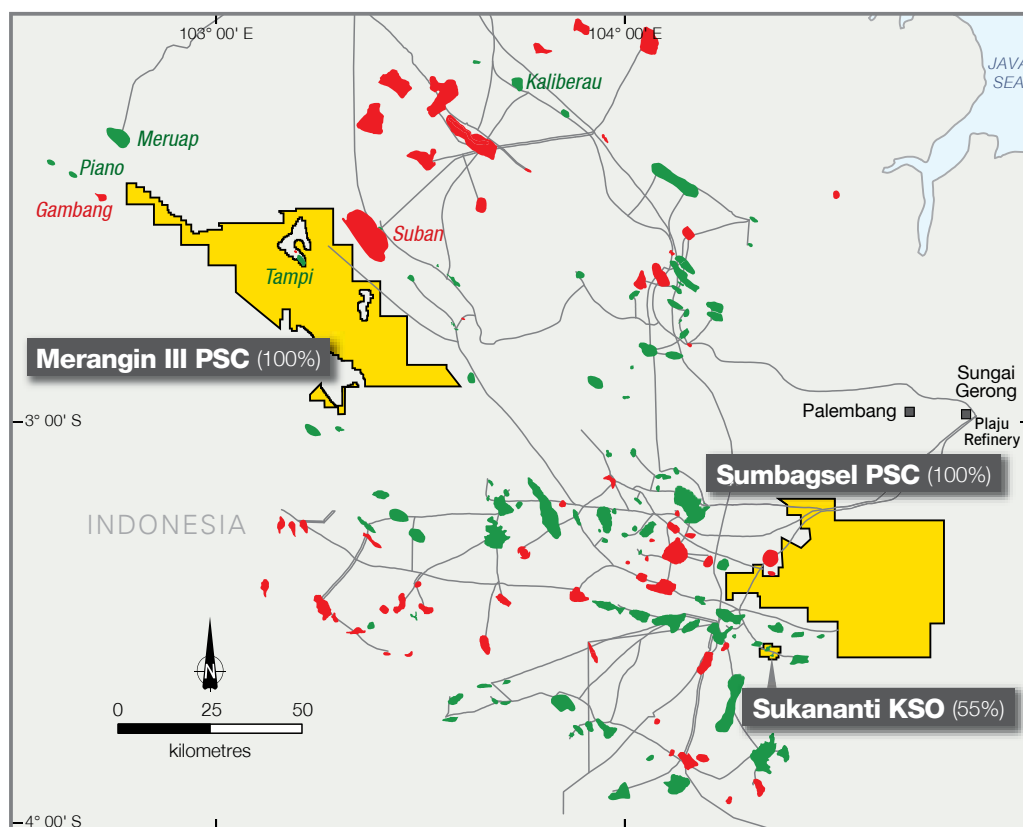 103° 00' E
104° 00' E
JAVA
SEA
Kaliberau
Meruap
Piano
Gambang
Suban
Tampi
Merangin III PSC (100%)
Sungai
Gerong
Palembang
Plaju
Refinery
3° 00' S
Sumbagsel PSC (100%)
INDONESIA
N
0 25 50
kilometres
Sukananti KSO (55%)
4° 00' S